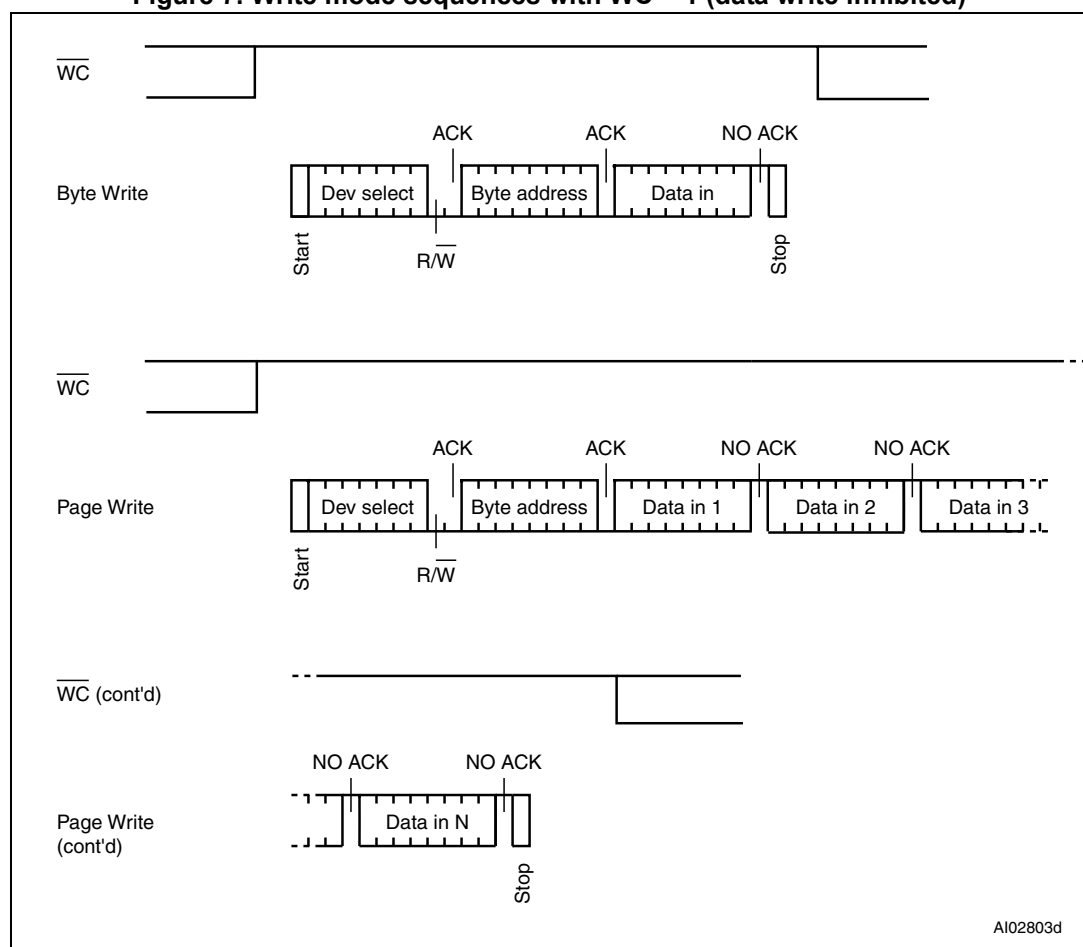 Figure 7. Write mode sequences with WC = 1 (data write inhibited)
W̅C̅
ACK ACK NO ACK
Byte Write Dev select Byte address Data in
Start R/W̅ Stop
W̅C̅
ACK ACK NO ACK NO ACK
Page Write Dev select Byte address Data in 1 Data in 2 Data in 3
Start R/W̅
W̅C̅ (cont'd)
NO ACK NO ACK
Page Write Data in N
(cont'd)
Stop
AI02803d